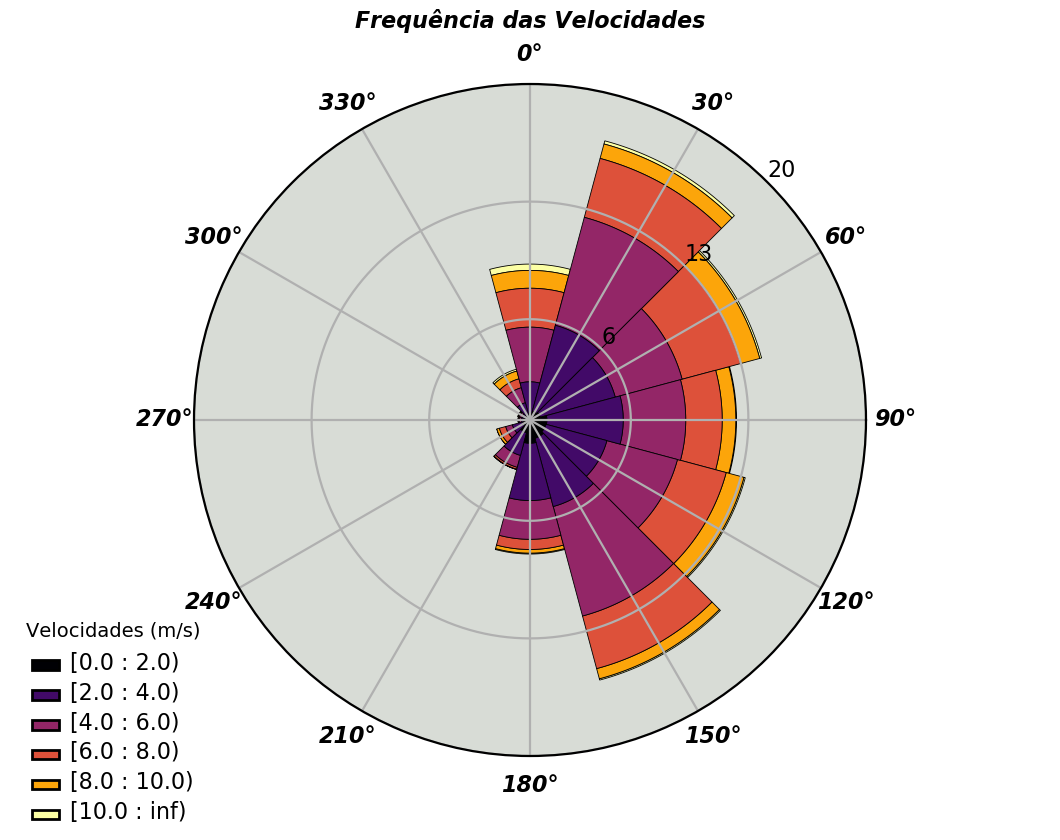 Frequência das Velocidades
0°
330°
30°
20
300°
60°
13
6
270°
90°
240°
120°
210°
150°
180°
Velocidades (m/s)
[0.0 : 2.0)
[2.0 : 4.0)
[4.0 : 6.0)
[6.0 : 8.0)
[8.0 : 10.0)
[10.0 : inf)